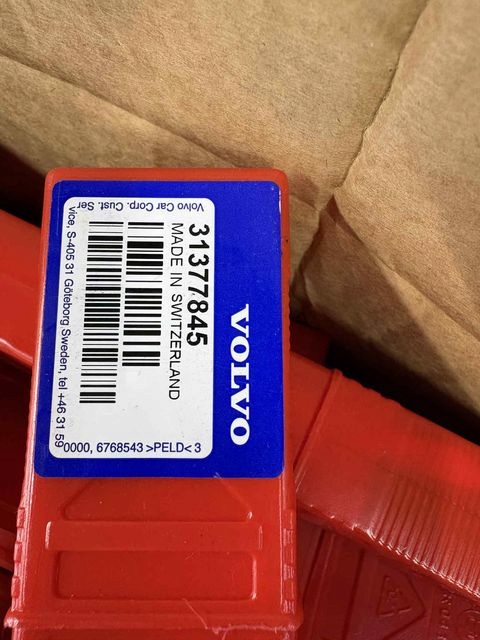 VOLVO
31377845
MADE IN SWITZERLAND
Volvo Car Corp. Cust. Ser
vice, S-405 31 Göteborg Sweden, tel +46 31 59
0000, 6768543 >PELD< 3